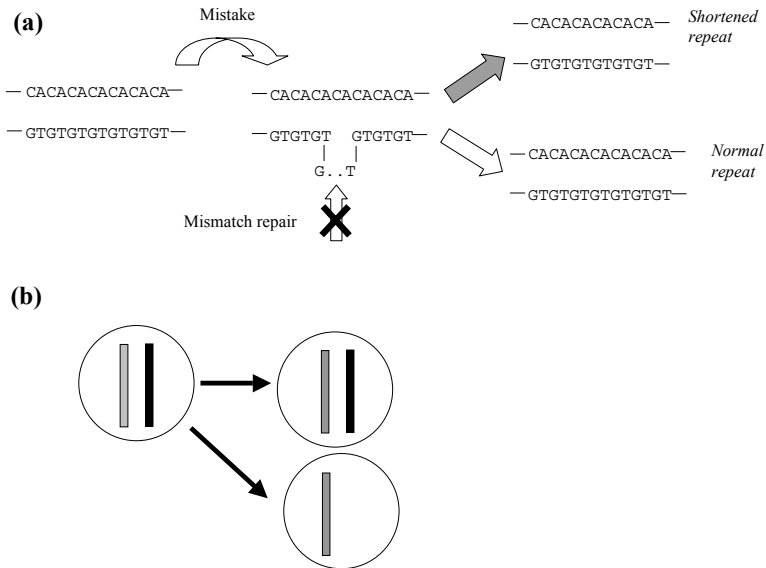 (a)
Mistake
Shortened
repeat
— CACACACACACA—
— GTGTGTGTGTGT—
— CACACACACACACA—
— CACACACACACACA—
— GTGTGTGTGTGTGT—
— GTGTGT GTGTGT—
G..T
— CACACACACACACA—
— GTGTGTGTGTGTGT—
Normal
repeat
Mismatch repair
(b)